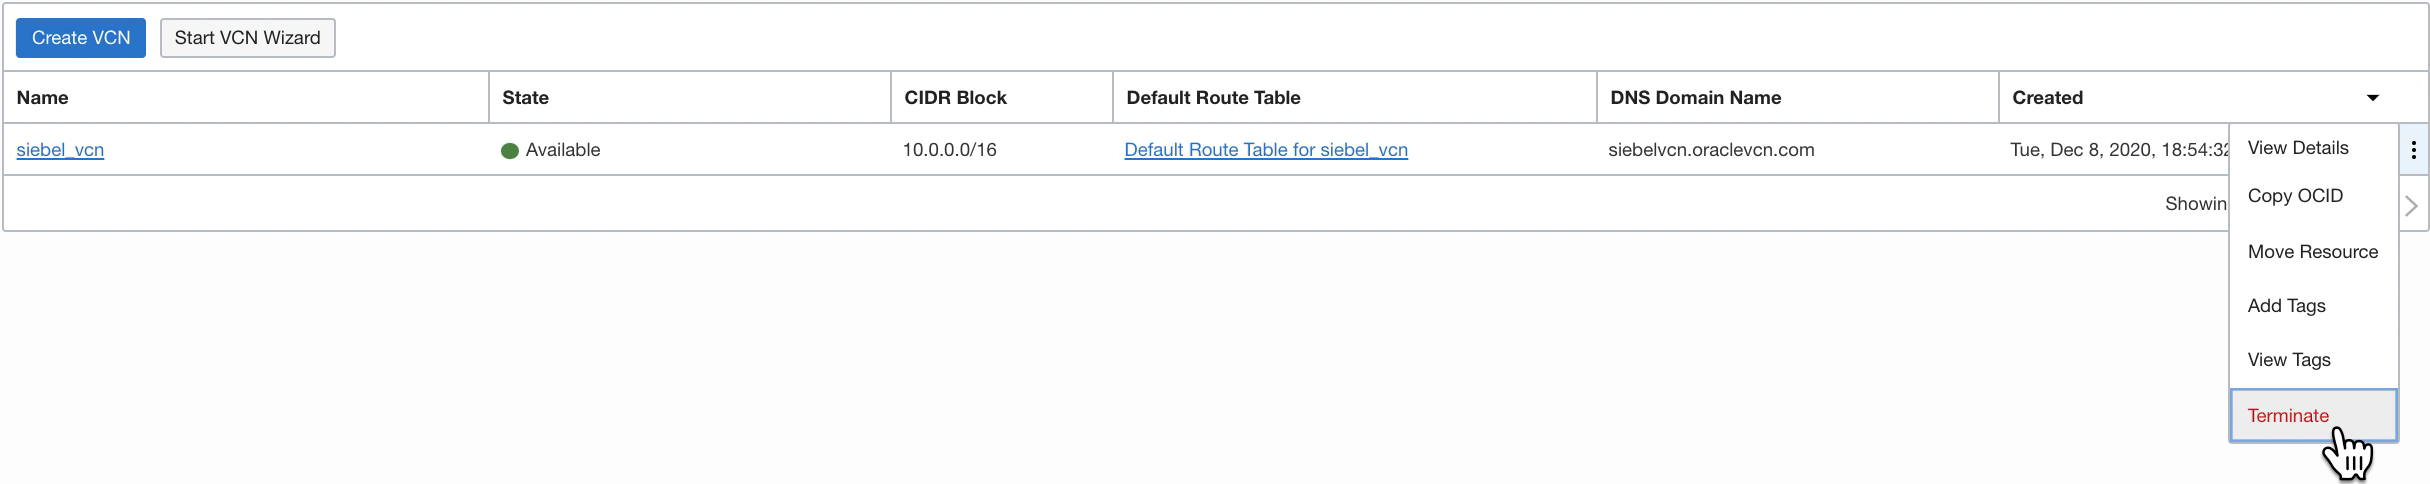 Create VCN Start VCN Wizard
Name State CIDR Block Default Route Table DNS Domain Name Created
siebel_vcn Available 10.0.0.0/16 Default Route Table for siebel_vcn siebelvcn.oraclevcn.com Tue, Dec 8, 2020, 18:54:32
View Details
Copy OCID
Move Resource
Add Tags
View Tags
Terminate